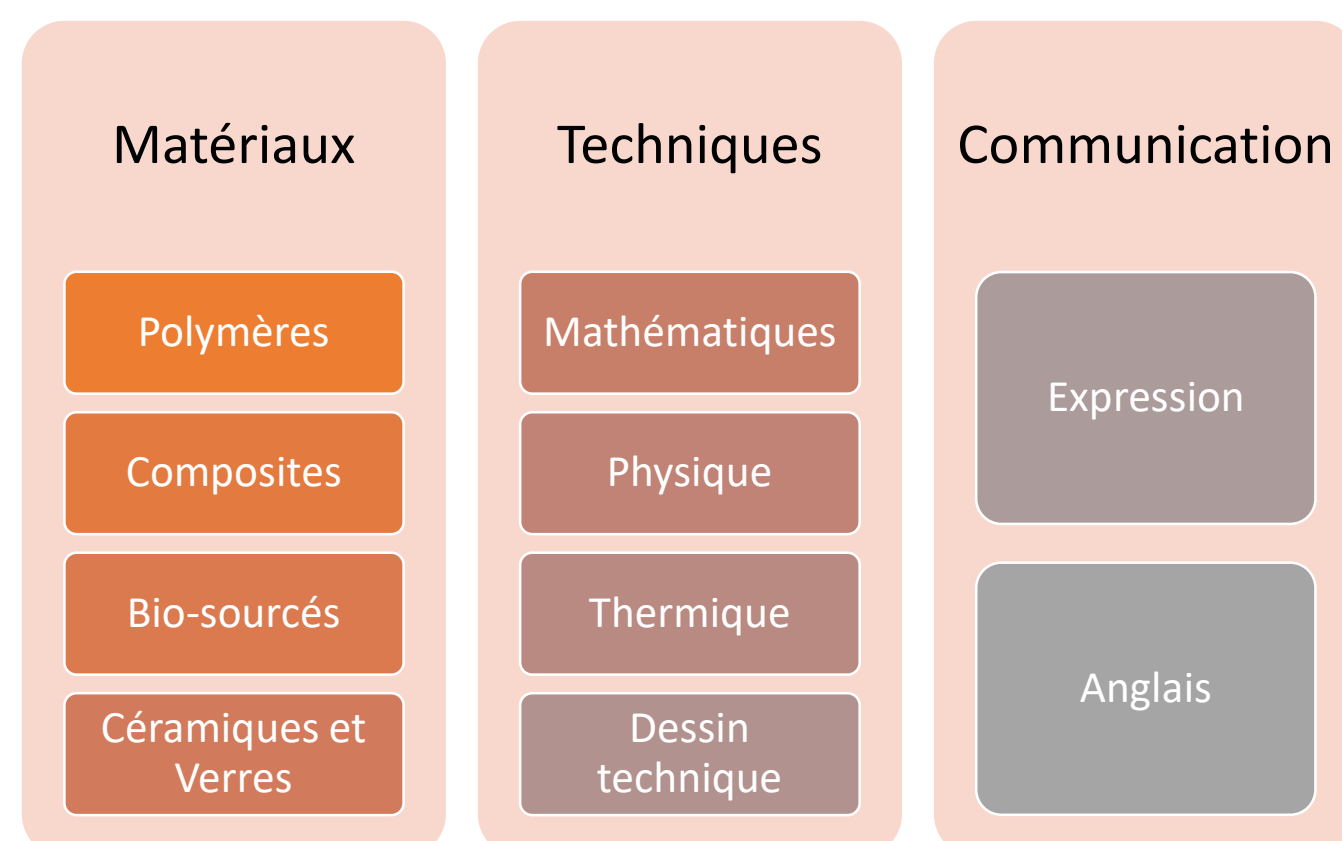 Matériaux
Polymères
Composites
Bio-sourcés
Céramiques et
Verres
Techniques
Mathématiques
Physique
Thermique
Dessin
technique
Communication
Expression
Anglais